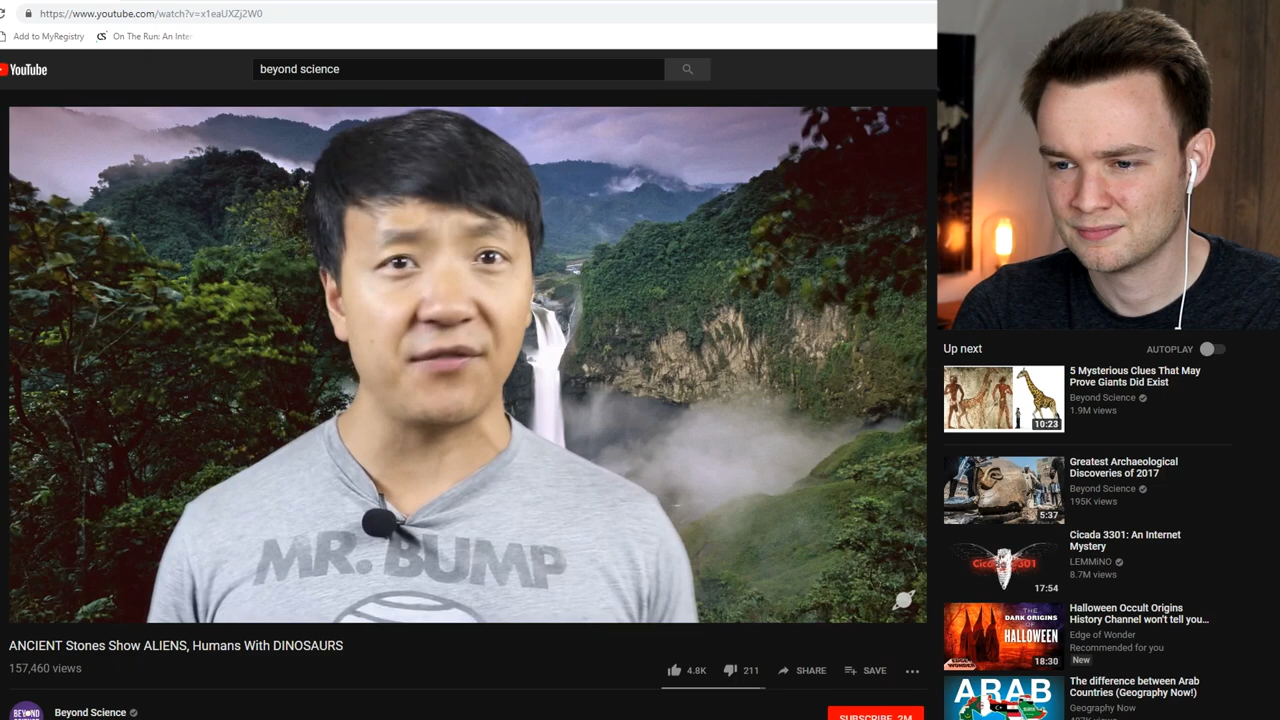 https://www.youtube.com/watch?v=x1eaUXZj2W0
Add to MyRegistry
On The Run: An Inter
YouTube
beyond science
MR. BUMP
ANCIENT Stones Show ALIENS, Humans With DINOSAURS
157,460 views
4.8K
211
SHARE
SAVE
Beyond Science
SUBSCRIBE 2M
Up next
AUTOPLAY
5 Mysterious Clues That May
Prove Giants Did Exist
Beyond Science
1.9M views
10:23
Greatest Archaeological
Discoveries of 2017
Beyond Science
195K views
5:37
Cicada 3301: An Internet
Mystery
LEMMiNO
8.7M views
Cicada 3301
17:54
Halloween Occult Origins
History Channel won't tell you...
Edge of Wonder
Recommended for you
New
THE
DARK ORIGINS
OF
HALLOWEEN
18:30
The difference between Arab
Countries (Geography Now!)
Geography Now
ARAB